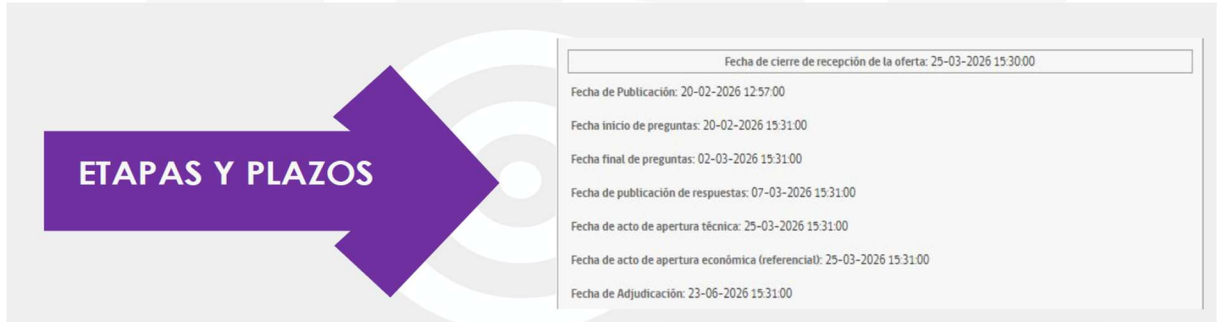 ETAPAS Y PLAZOS
Fecha de cierre de recepción de la oferta: 25-03-2026 15:30:00
Fecha de Publicación: 20-02-2026 12:57:00
Fecha inicio de preguntas: 20-02-2026 15:31:00
Fecha final de preguntas: 02-03-2026 15:31:00
Fecha de publicación de respuestas: 07-03-2026 15:31:00
Fecha de acto de apertura técnica: 25-03-2026 15:31:00
Fecha de acto de apertura económica (referencial): 25-03-2026 15:31:00
Fecha de Adjudicación: 23-06-2026 15:31:00